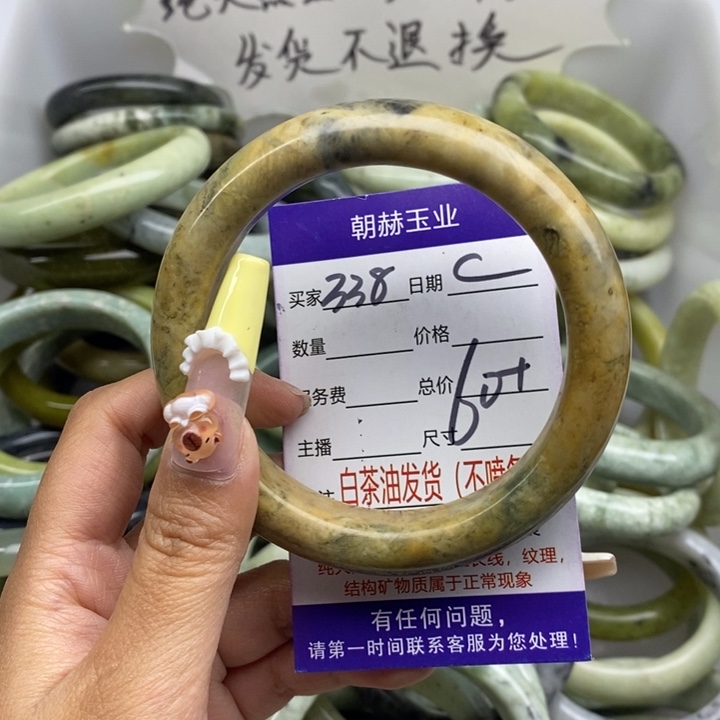 发货不退换
朝赫玉业
买家 338 日期 C
数量 价格
务费 总价 60+
主播 尺寸
白茶油发货（不喷
纹理，
结构矿物质属于正常现象
有任何问题，
请第一时间联系客服为您处理！